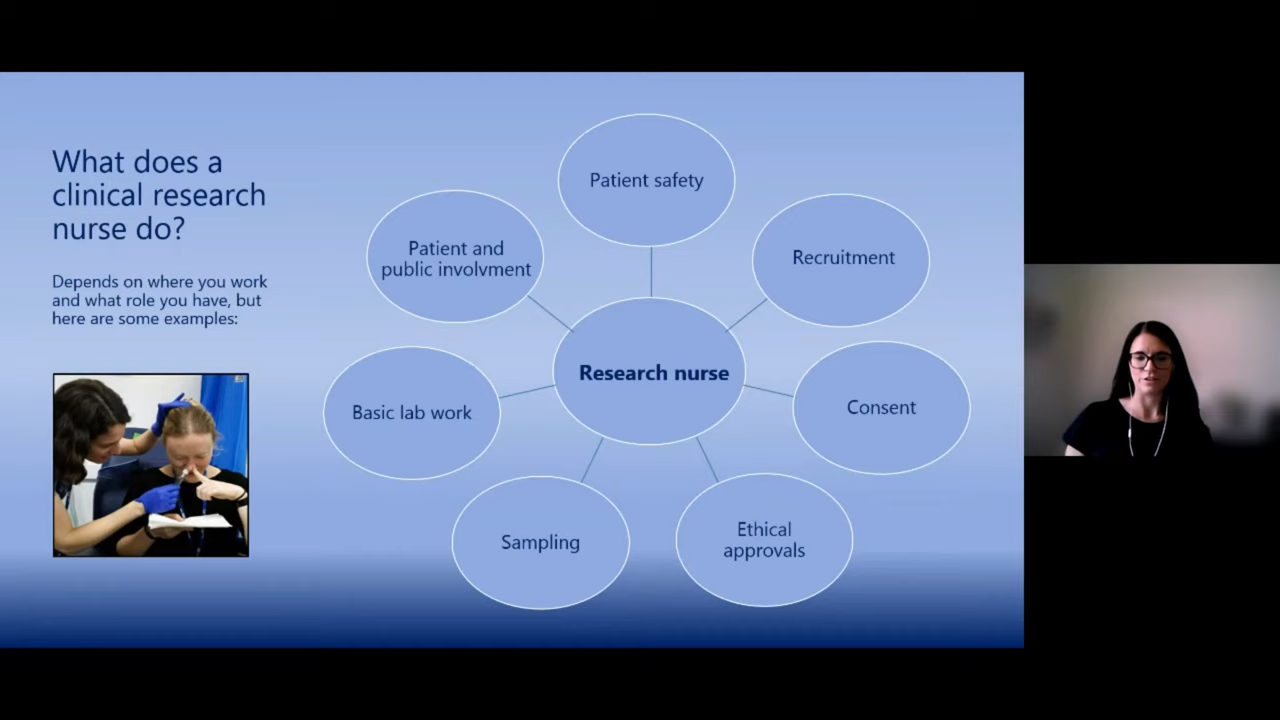 What does a
clinical research
nurse do?
Depends on where you work
and what role you have, but
here are some examples:
Patient safety
Recruitment
Consent
Ethical
approvals
Sampling
Basic lab work
Patient and
public involvment
Research nurse